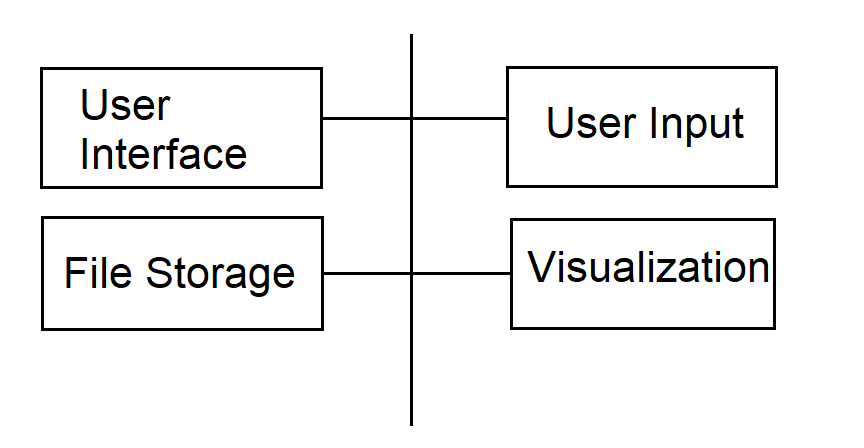 User
Interface
User Input
File Storage
Visualization